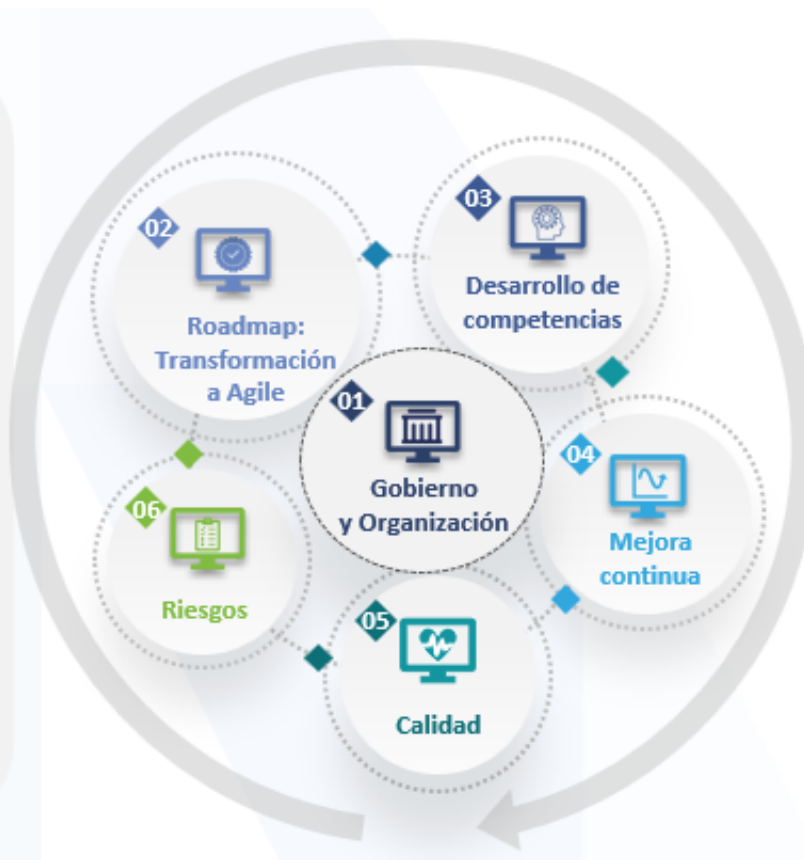 01
Gobierno
y Organización
02
Roadmap:
Transformación
a Agile
03
Desarrollo de
competencias
04
Mejora
continua
05
Calidad
06
Riesgos